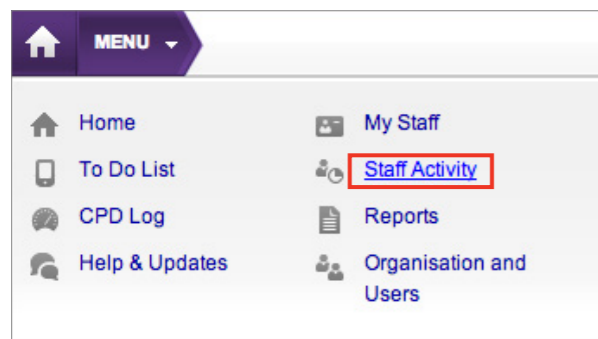 MENU
Home
To Do List
CPD Log
Help & Updates
My Staff
Staff Activity
Reports
Organisation and
Users